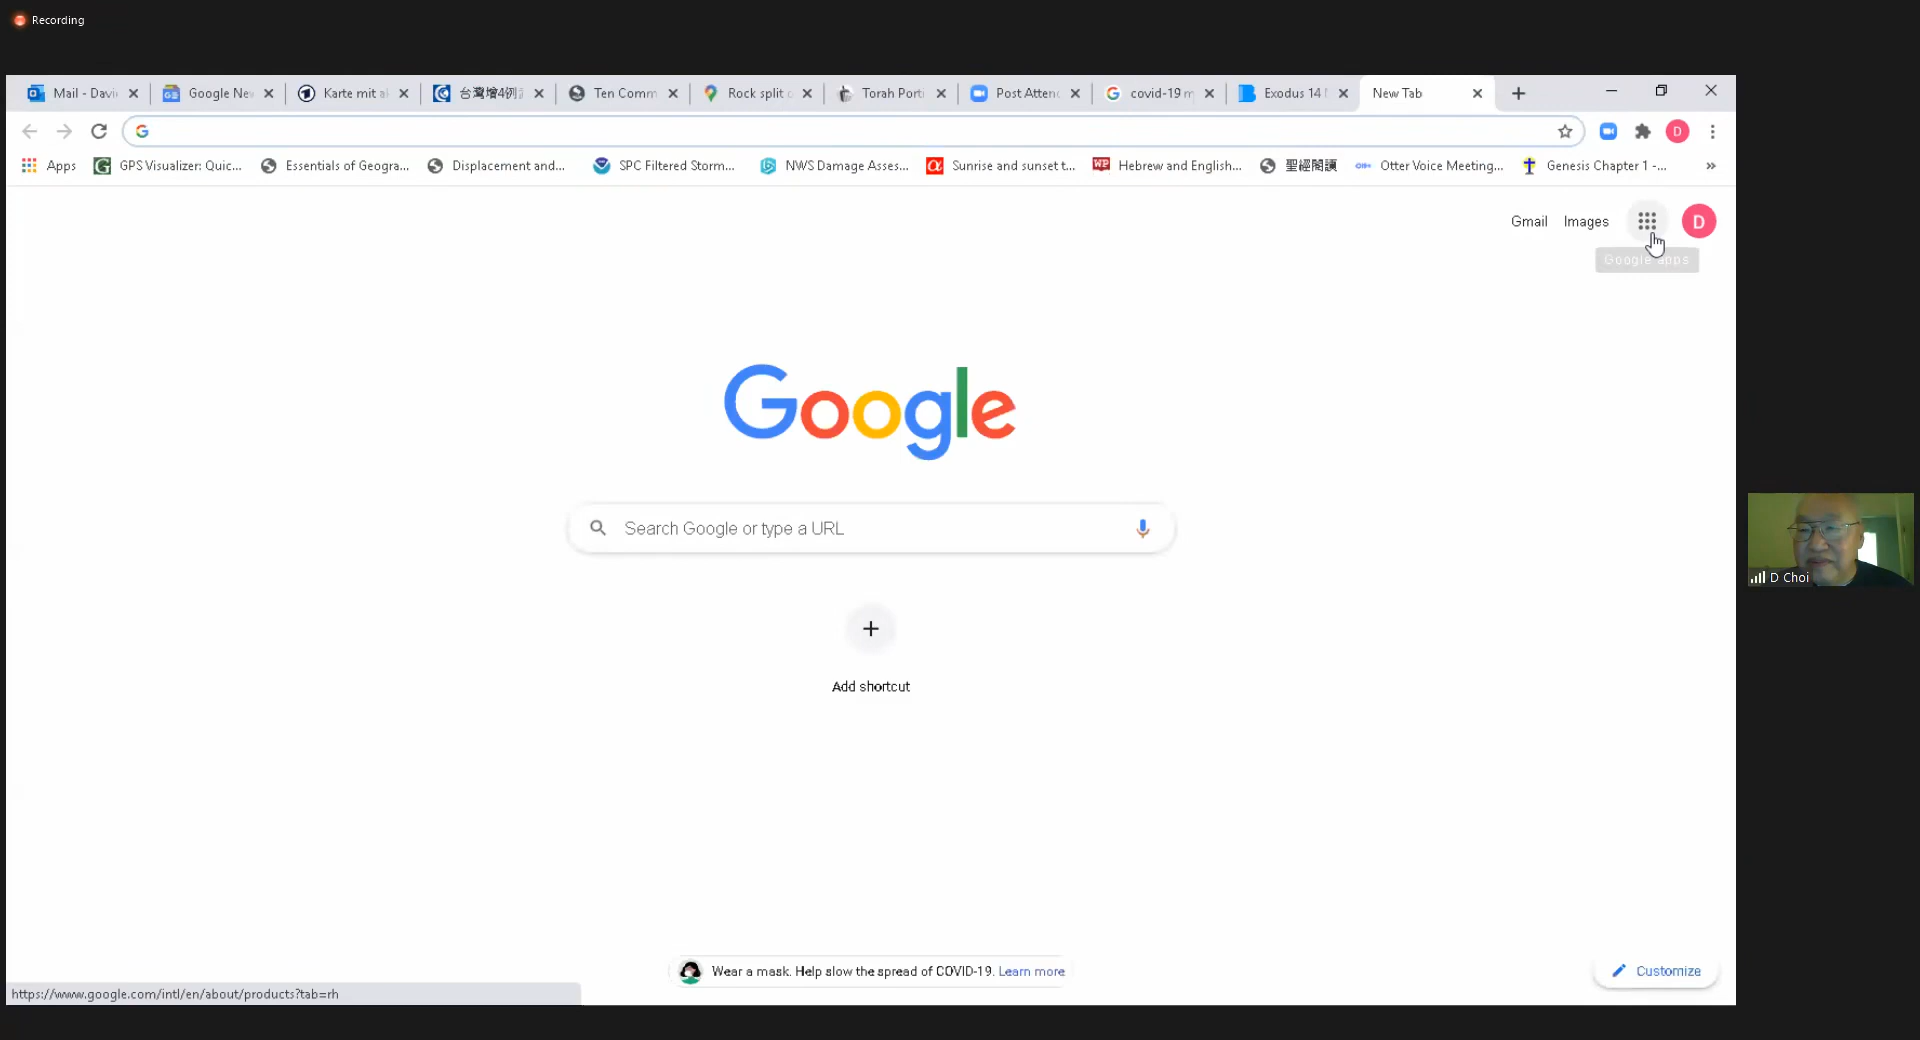 Recording
Mail - Davi
Google Nev
Karte mit al
台灣增4例
Ten Comm
Rock split
Torah Porti
Post Attend
covid-19 m
Exodus 14
New Tab
Apps
GPS Visualizer: Quic...
Essentials of Geogra...
Displacement and...
SPC Filtered Storm...
NWS Damage Asses...
Sunrise and sunset t...
Hebrew and English...
聖經閱讀
Otter Voice Meeting...
Genesis Chapter 1 -...
»
Gmail
Images
D
Google apps
Google
Search Google or type a URL
Add shortcut
D Choi
Wear a mask. Help slow the spread of COVID-19. Learn more
Customize
https://www.google.com/intl/en/about/products?tab=rh